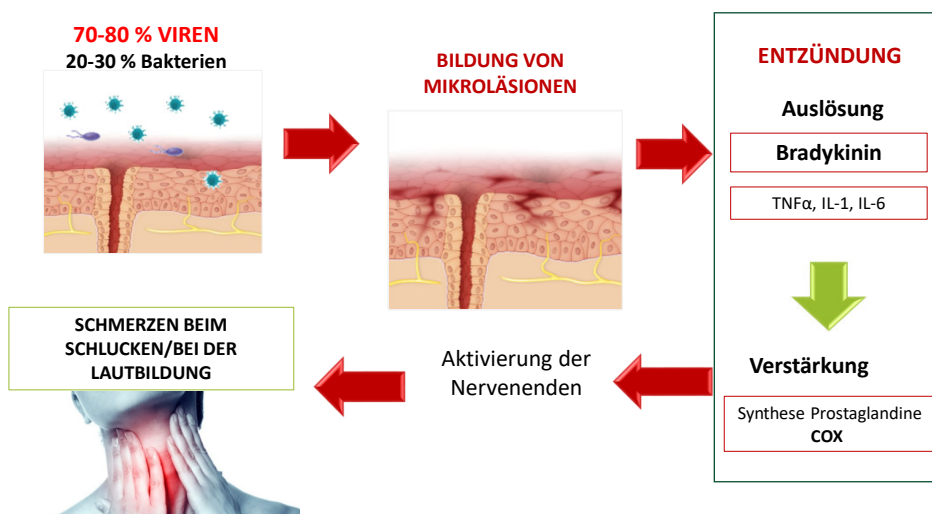 70-80 % VIREN
20-30 % Bakterien
BILDUNG VON
MIKROLÄSIONEN
ENTZÜNDUNG
Auslösung
Bradykinin
TNFα, IL-1, IL-6
Verstärkung
Synthese Prostaglandine
COX
Aktivierung der
Nervenenden
SCHMERZEN BEIM
SCHLUCKEN/BEI DER
LAUTBILDUNG